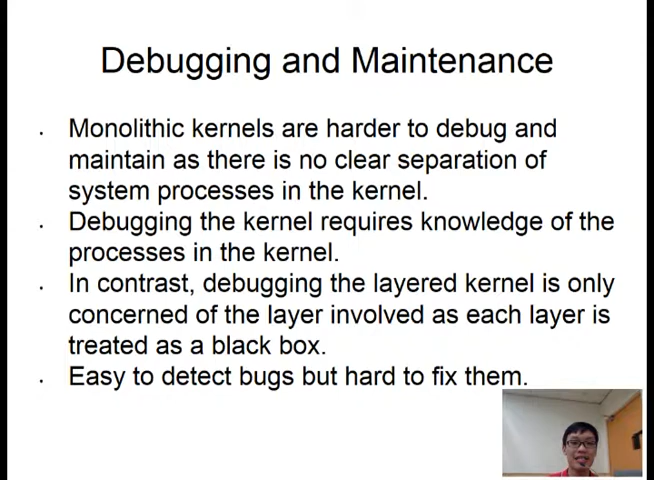 Debugging and Maintenance
Monolithic kernels are harder to debug and
maintain as there is no clear separation of
system processes in the kernel.
Debugging the kernel requires knowledge of the
processes in the kernel.
In contrast, debugging the layered kernel is only
concerned of the layer involved as each layer is
treated as a black box.
Easy to detect bugs but hard to fix them.